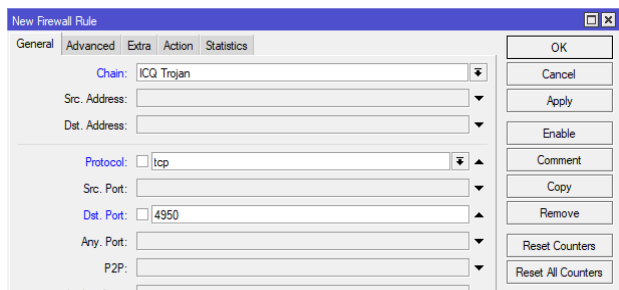 New Firewall Rule
General Advanced Extra Action Statistics
Chain: ICQ Trojan
Src. Address:
Dst. Address:
Protocol: tcp
Src. Port:
Dst. Port: 4950
Any. Port:
P2P:
OK
Cancel
Apply
Enable
Comment
Copy
Remove
Reset Counters
Reset All Counters